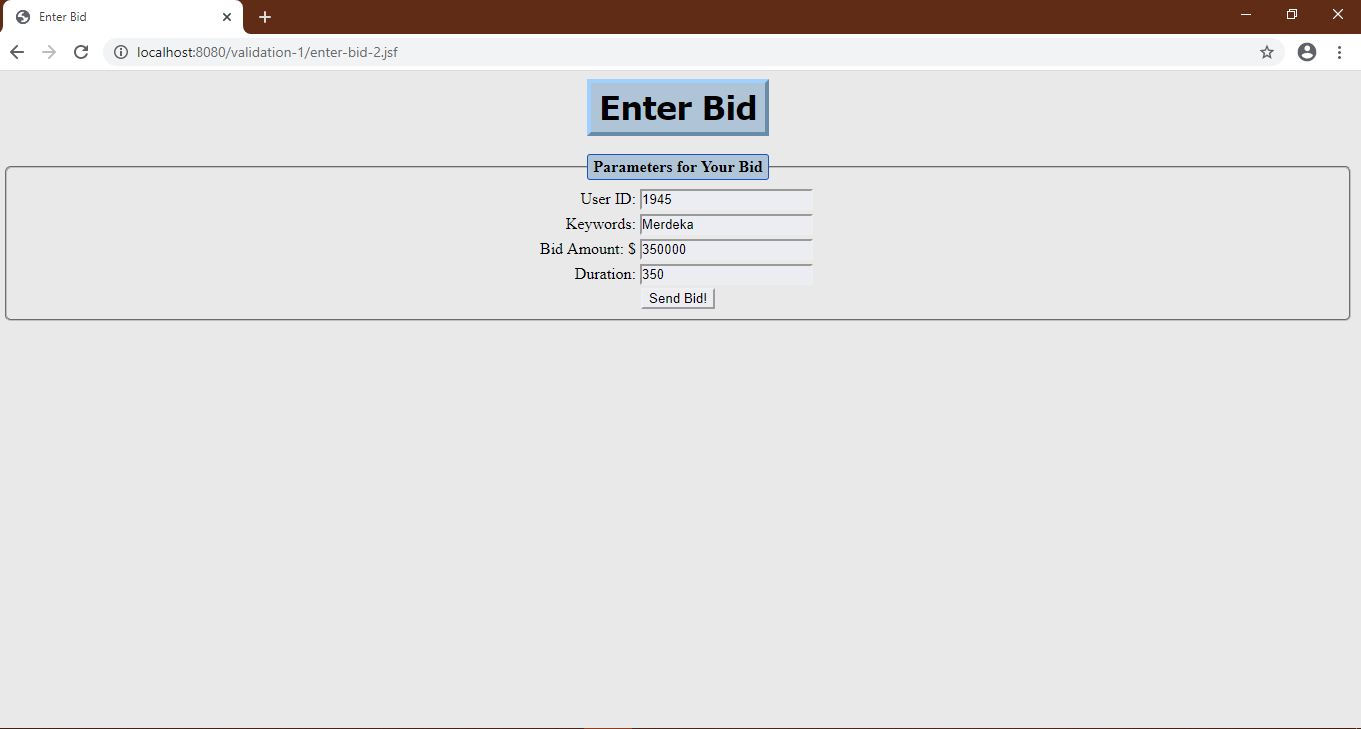 Enter Bid
localhost:8080/validation-1/enter-bid-2.jsf
Enter Bid
Parameters for Your Bid
User ID: 1945
Keywords: Merdeka
Bid Amount: $ 350000
Duration: 350
Send Bid!